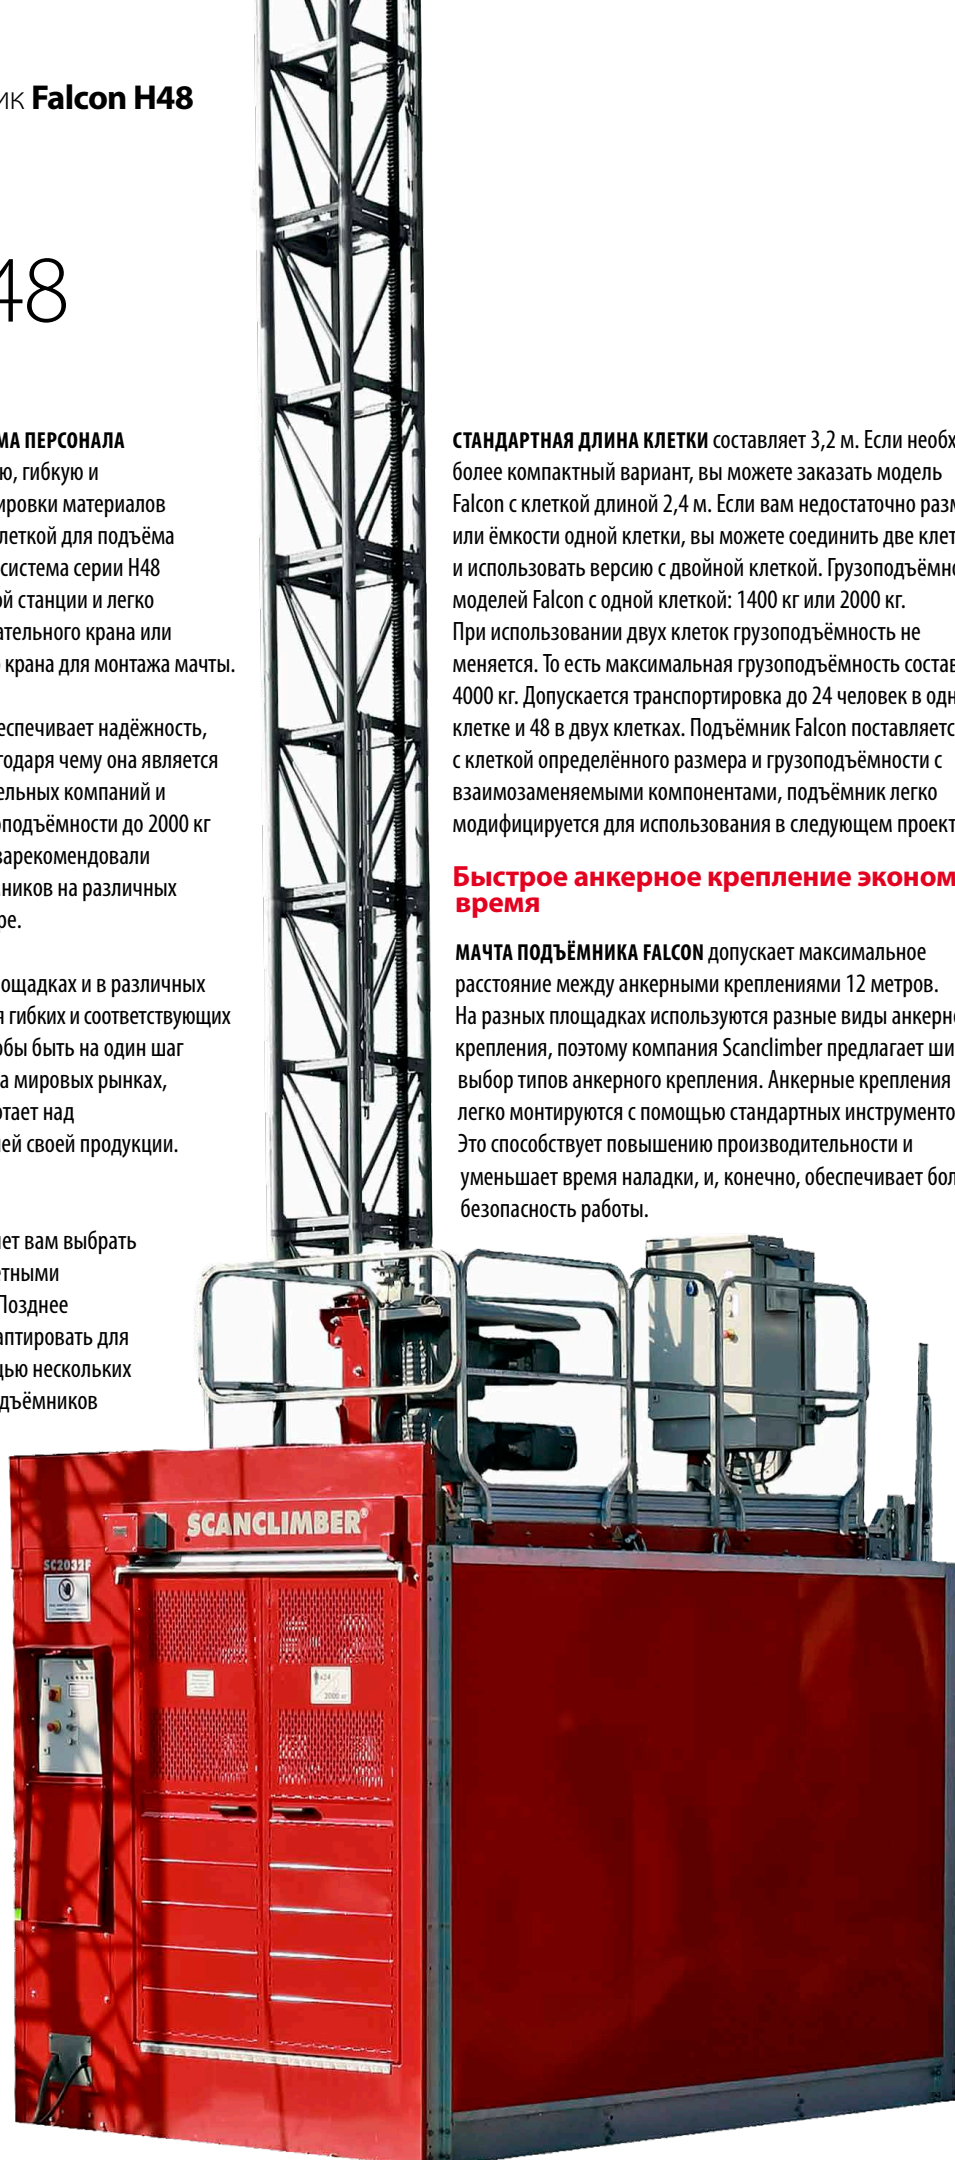 ик Falcon H48
48
МА ПЕРСОНАЛА
ю, гибкую и
ировки материалов
леткой для подъёма
система серии H48
ой станции и легко
ательного крана или
крана для монтажа мачты.
еспечивает надёжность,
годаря чему она является
ельных компаний и
оподъёмности до 2000 кг
зарекомендовали
ников на различных
ре.
ощадках и в различных
я гибких и соответствующих
обы быть на один шаг
а мировых рынках,
отает над
ей своей продукции.
ет вам выбрать
етными
Позднее
аптировать для
щью нескольких
дъёмников
СТАНДАРТНАЯ ДЛИНА КЛЕТКИ составляет 3,2 м. Если необх
более компактный вариант, вы можете заказать модель
Falcon с клеткой длиной 2,4 м. Если вам недостаточно разм
или ёмкости одной клетки, вы можете соединить две клет
и использовать версию с двойной клеткой. Грузоподъёмно
моделей Falcon с одной клеткой: 1400 кг или 2000 кг.
При использовании двух клеток грузоподъёмность не
меняется. То есть максимальная грузоподъёмность состав
4000 кг. Допускается транспортировка до 24 человек в одн
клетке и 48 в двух клетках. Подъёмник Falcon поставляетс
с клеткой определённого размера и грузоподъёмности с
взаимозаменяемыми компонентами, подъёмник легко
модифицируется для использования в следующем проект
Быстрое анкерное крепление эконом
время
МАЧТА ПОДЪЁМНИКА FALCON допускает максимальное
расстояние между анкерными креплениями 12 метров.
На разных площадках используются разные виды анкерно
крепления, поэтому компания Scanclimber предлагает ши
выбор типов анкерного крепления. Анкерные крепления
легко монтируются с помощью стандартных инструменто
Это способствует повышению производительности и
уменьшает время наладки, и, конечно, обеспечивает бол
безопасность работы.
SCANCLIMBER®
SC2032F
×24
2000 кг